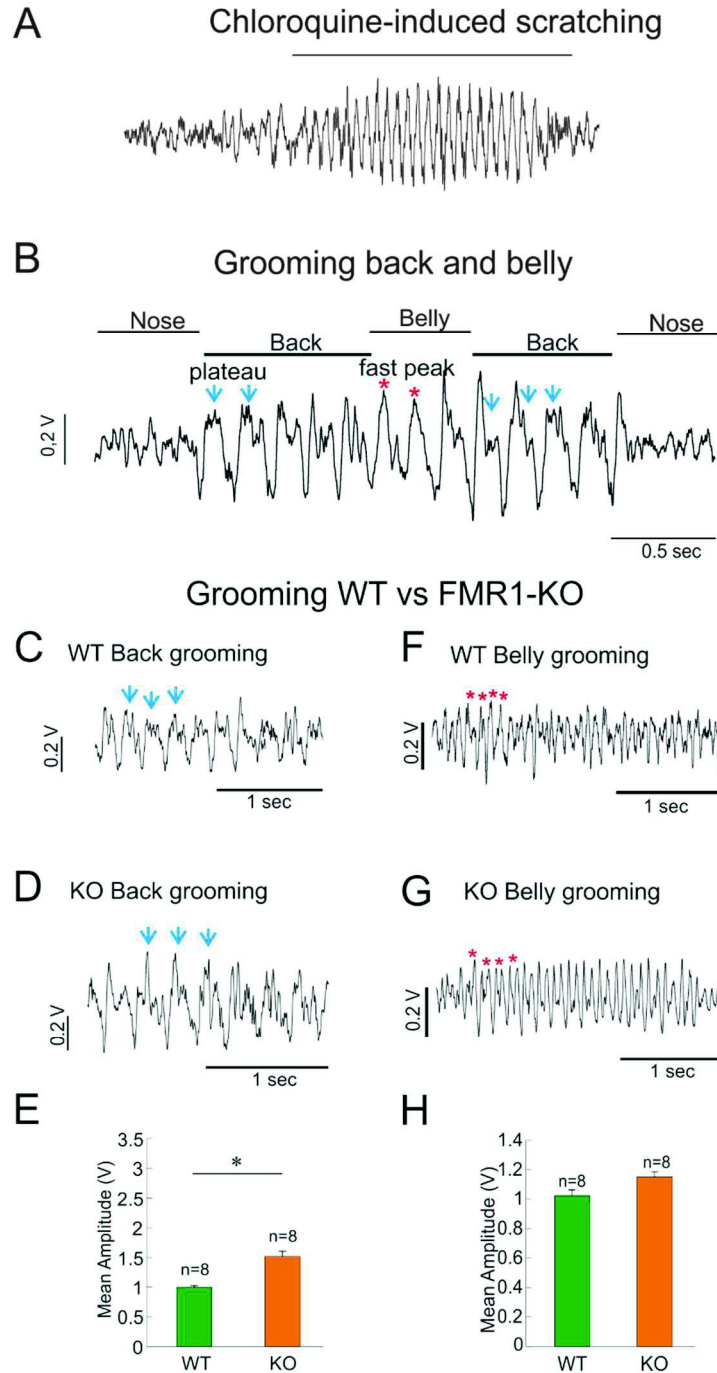 A
Chloroquine-induced scratching
B
Grooming back and belly
Nose
Back
Belly
Back
Nose
plateau
fast peak
* *
0,2 V
0.5 sec
Grooming WT vs FMR1-KO
C
WT Back grooming
0.2 V
1 sec
F
WT Belly grooming
* * * *
0.2 V
1 sec
D
KO Back grooming
0.2 V
1 sec
G
KO Belly grooming
* * * *
0.2 V
1 sec
E
Mean Amplitude (V)
3.5
3
2.5
2
1.5
1
0.5
0
*
n=8
n=8
WT
KO
H
Mean Amplitude (V)
1.4
1.2
1
0.8
0.6
0.4
0.2
0
n=8
n=8
WT
KO